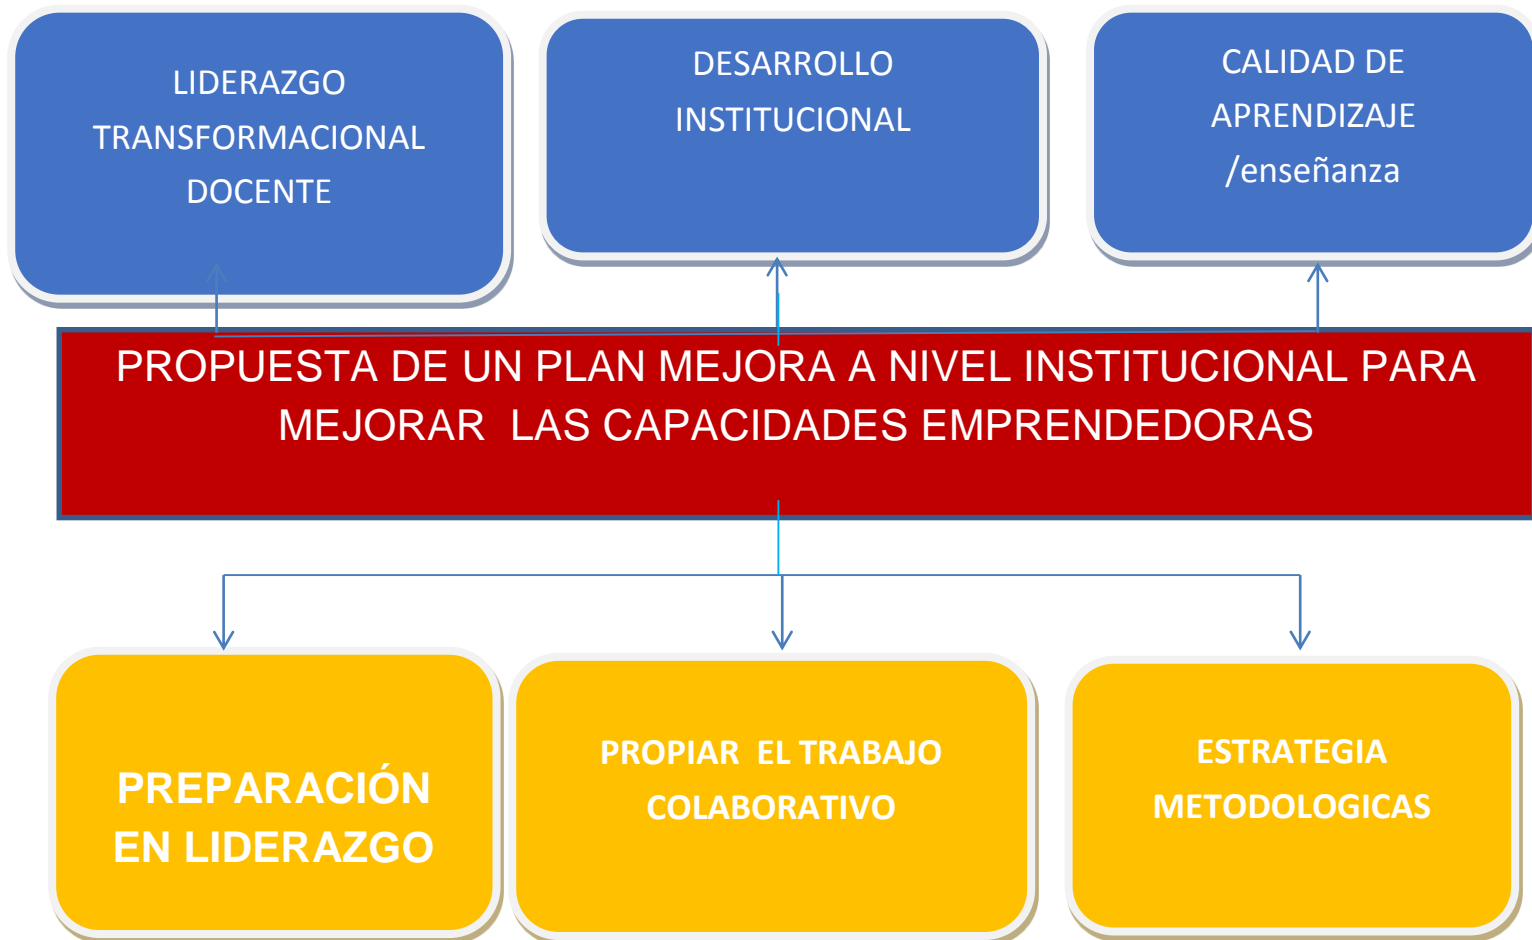 LIDERAZGO
TRANSFORMACIONAL
DOCENTE
DESARROLLO
INSTITUCIONAL
CALIDAD DE
APRENDIZAJE
/enseñanza
PROPUESTA DE UN PLAN MEJORA A NIVEL INSTITUCIONAL PARA
MEJORAR  LAS CAPACIDADES EMPRENDEDORAS
PREPARACIÓN
EN LIDERAZGO
PROPIAR  EL TRABAJO
COLABORATIVO
ESTRATEGIA
METODOLOGICAS